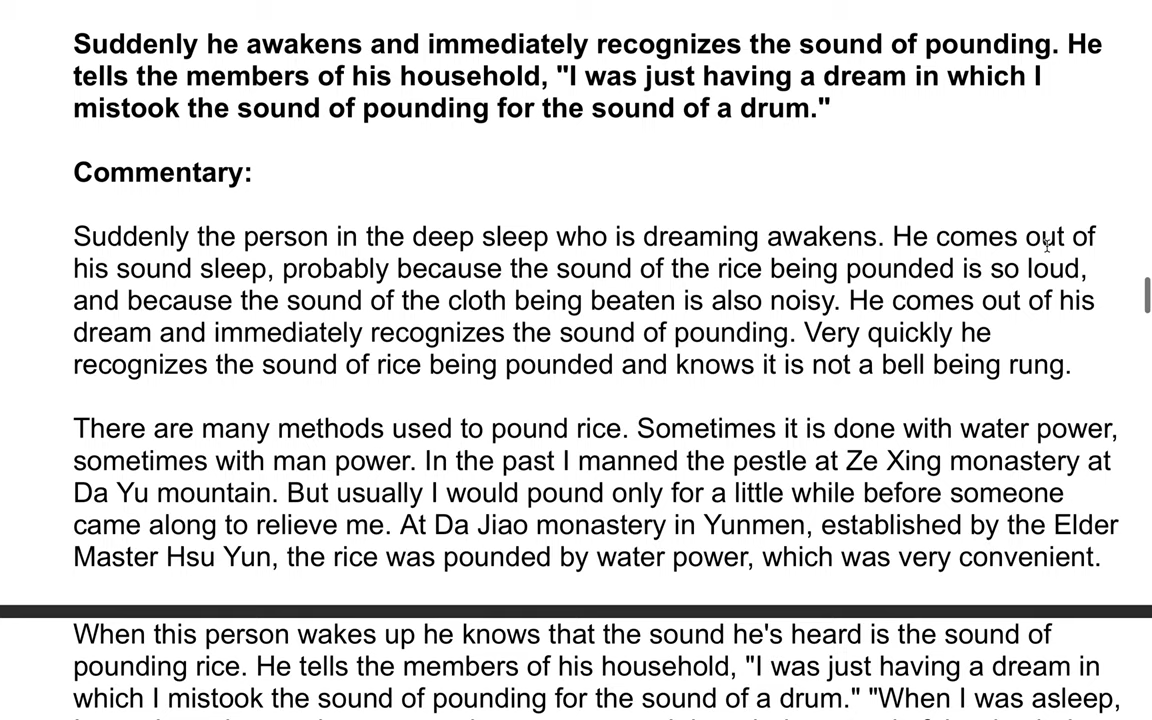 Suddenly he awakens and immediately recognizes the sound of pounding. He
tells the members of his household, "I was just having a dream in which I
mistook the sound of pounding for the sound of a drum."
Commentary:
Suddenly the person in the deep sleep who is dreaming awakens. He comes out of
his sound sleep, probably because the sound of the rice being pounded is so loud,
and because the sound of the cloth being beaten is also noisy. He comes out of his
dream and immediately recognizes the sound of pounding. Very quickly he
recognizes the sound of rice being pounded and knows it is not a bell being rung.
There are many methods used to pound rice. Sometimes it is done with water power,
sometimes with man power. In the past I manned the pestle at Ze Xing monastery at
Da Yu mountain. But usually I would pound only for a little while before someone
came along to relieve me. At Da Jiao monastery in Yunmen, established by the Elder
Master Hsu Yun, the rice was pounded by water power, which was very convenient.
When this person wakes up he knows that the sound he's heard is the sound of
pounding rice. He tells the members of his household, "I was just having a dream in
which I mistook the sound of pounding for the sound of a drum." "When I was asleep,